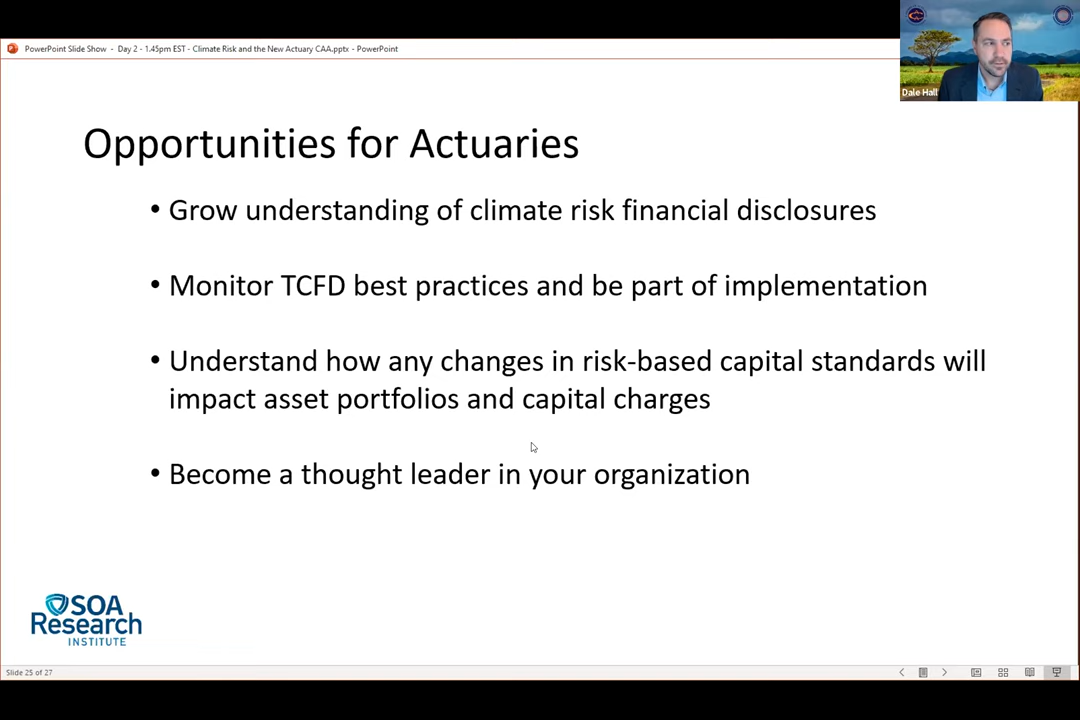 PowerPoint Slide Show - Day 2 - 1.45pm EST - Climate Risk and the New Actuary CAA.pptx - PowerPoint
Dale Hall
Opportunities for Actuaries
• Grow understanding of climate risk financial disclosures
• Monitor TCFD best practices and be part of implementation
• Understand how any changes in risk-based capital standards will
impact asset portfolios and capital charges
• Become a thought leader in your organization
SOA
Research
INSTITUTE
Slide 25 of 27